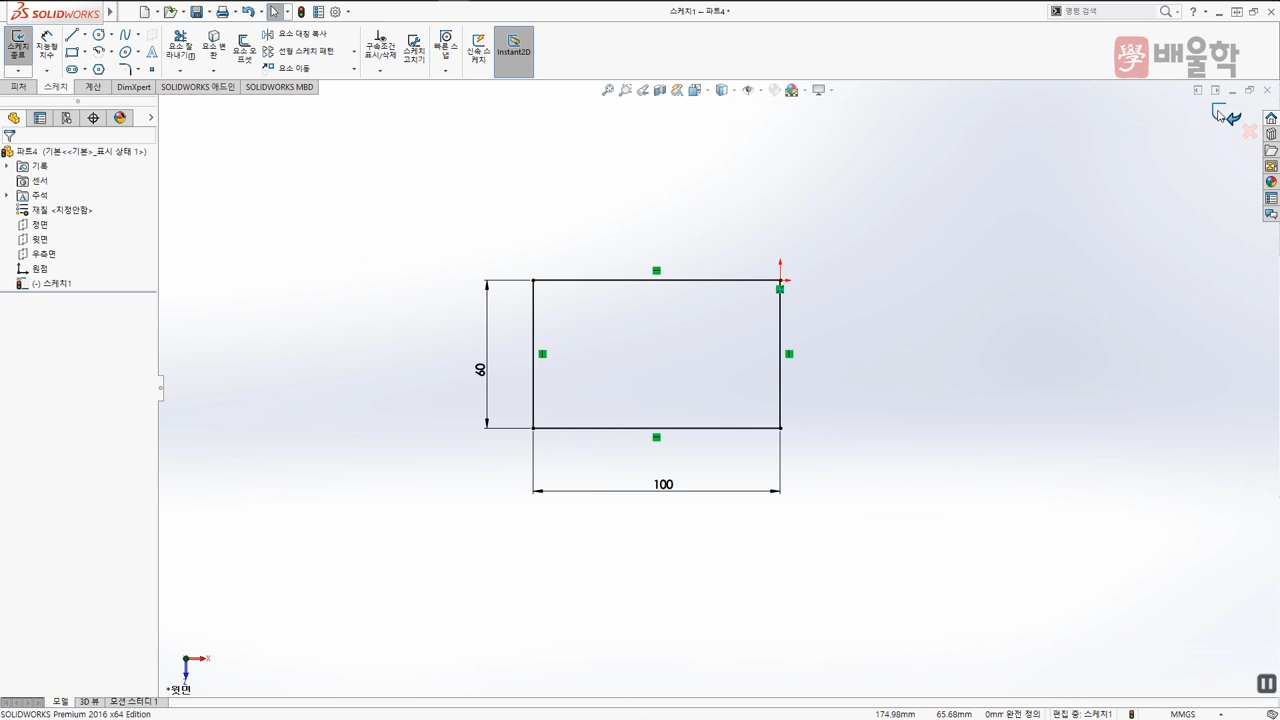 SOLIDWORKS
스케치1 - 파트4 *
명령 검색
스케치 종료
지능형 치수
요소 잘라내기(I)
요소 변환
요소 오프셋
요소 대칭 복사
선형 스케치 패턴
요소 이동
구속조건 표시/삭제
스케치 고치기
빠른 스냅
신속 스케치
Instant2D
學 배울학
피처
스케치
계산
DimXpert
SOLIDWORKS 애드인
SOLIDWORKS MBD
파트4 (기본<<기본>_표시 상태 1>)
기록
센서
주석
재질 <지정안함>
정면
윗면
우측면
원점
(-) 스케치1
60
100
X
Z
*윗면
모델
3D 뷰
모션 스터디 1
SOLIDWORKS Premium 2016 x64 Edition
174.98mm
65.68mm
0mm 완전 정의
편집 중: 스케치1
MMGS